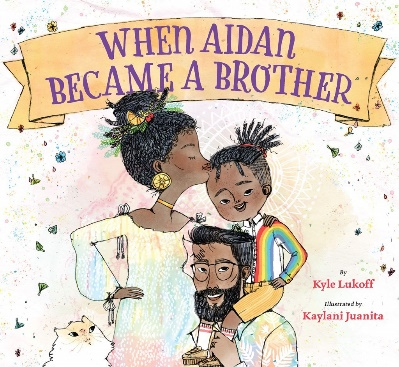 WHEN AIDAN
BECAME A BROTHER
By
Kyle Lukoff
Illustrated by
Kaylani Juanita